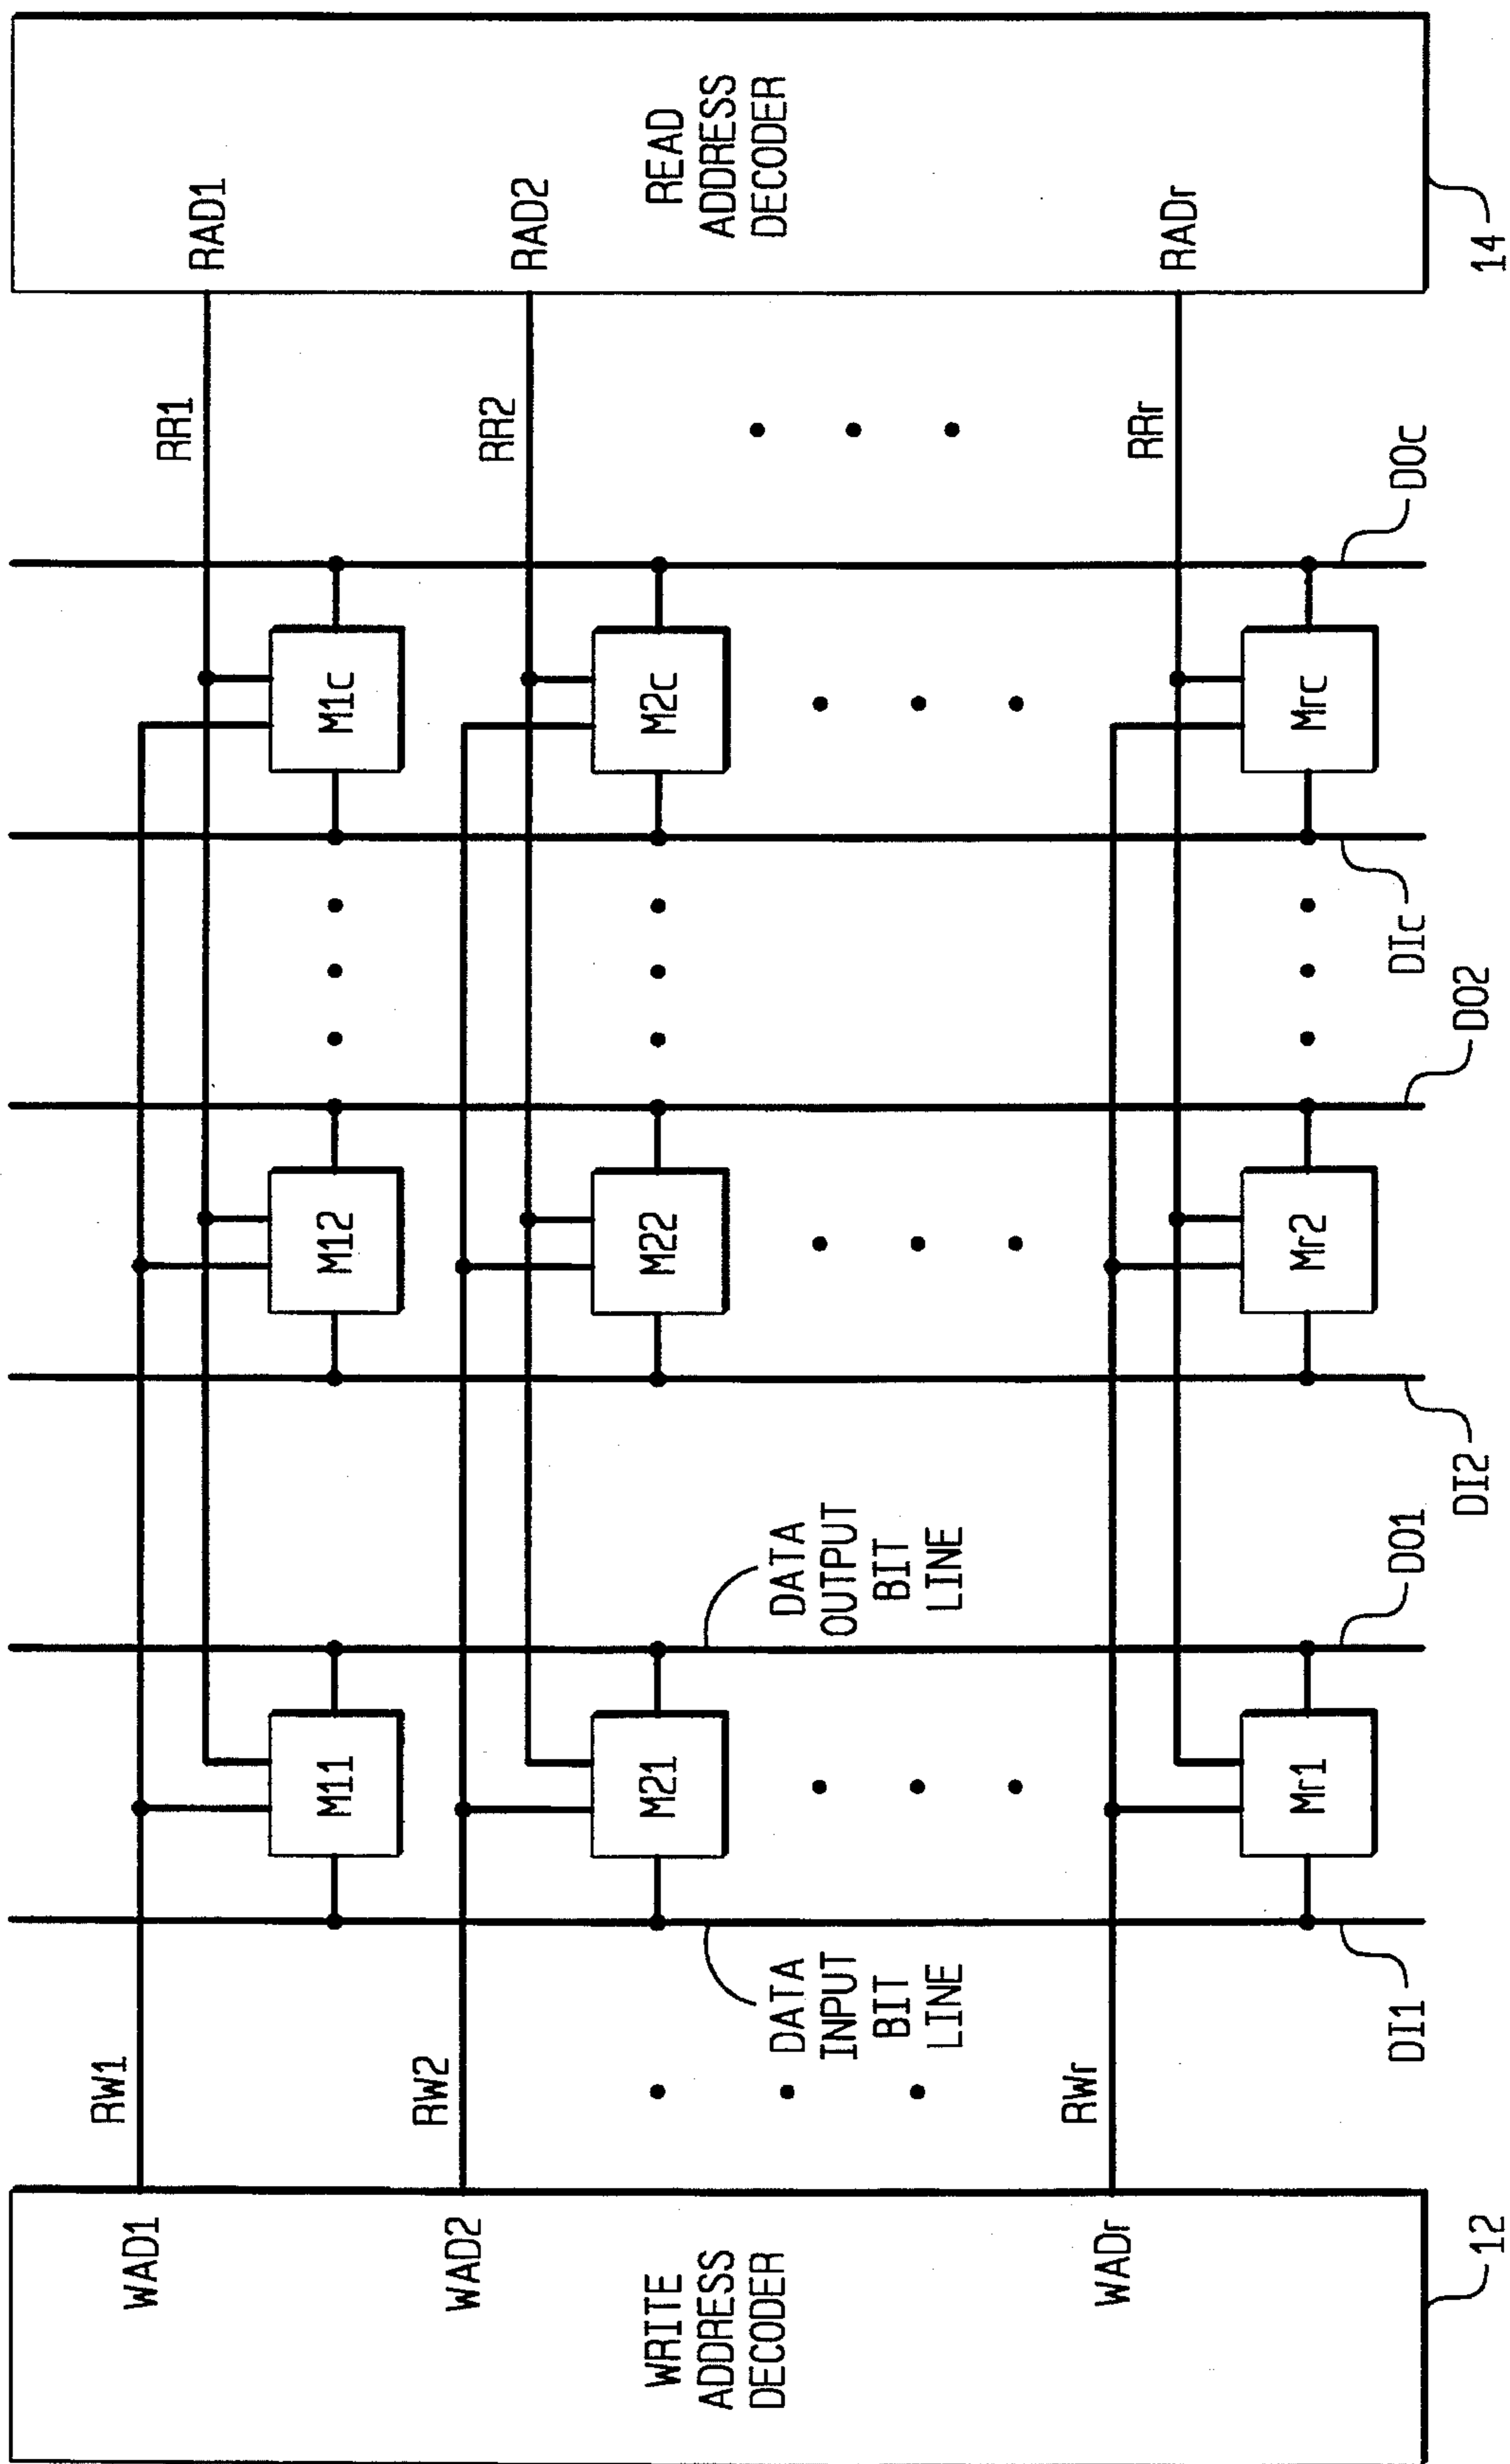 WRITE
ADDRESS
DECODER
WAD1
WAD2
WADr
12
RW1
RW2
RWr
DATA
INPUT
BIT
LINE
DI1
M11
M21
Mr1
DATA
OUTPUT
BIT
LINE
DO1
DI2
M12
M22
Mr2
DO2
DIc
M1c
M2c
Mrc
DOc
RR1
RR2
RRr
RAD1
RAD2
RADr
READ
ADDRESS
DECODER
14